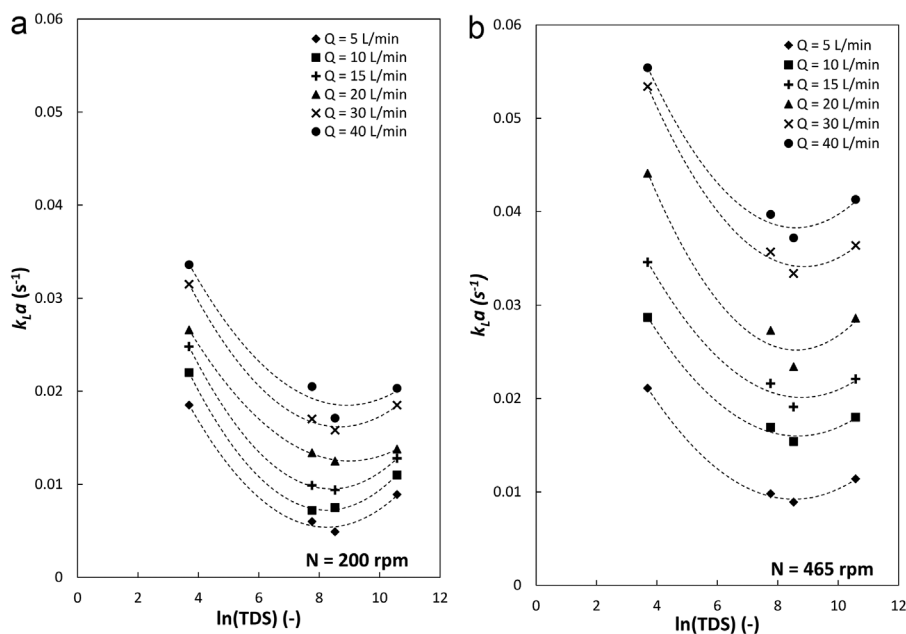 a
0.06
0.05
0.04
0.03
0.02
0.01
0
kLa (s⁻¹)
Q = 5 L/min
Q = 10 L/min
Q = 15 L/min
Q = 20 L/min
Q = 30 L/min
Q = 40 L/min
N = 200 rpm
0 2 4 6 8 10 12
ln(TDS) (-)
b
0.06
0.05
0.04
0.03
0.02
0.01
0
kLa (s⁻¹)
Q = 5 L/min
Q = 10 L/min
Q = 15 L/min
Q = 20 L/min
Q = 30 L/min
Q = 40 L/min
N = 465 rpm
0 2 4 6 8 10 12
ln(TDS) (-)